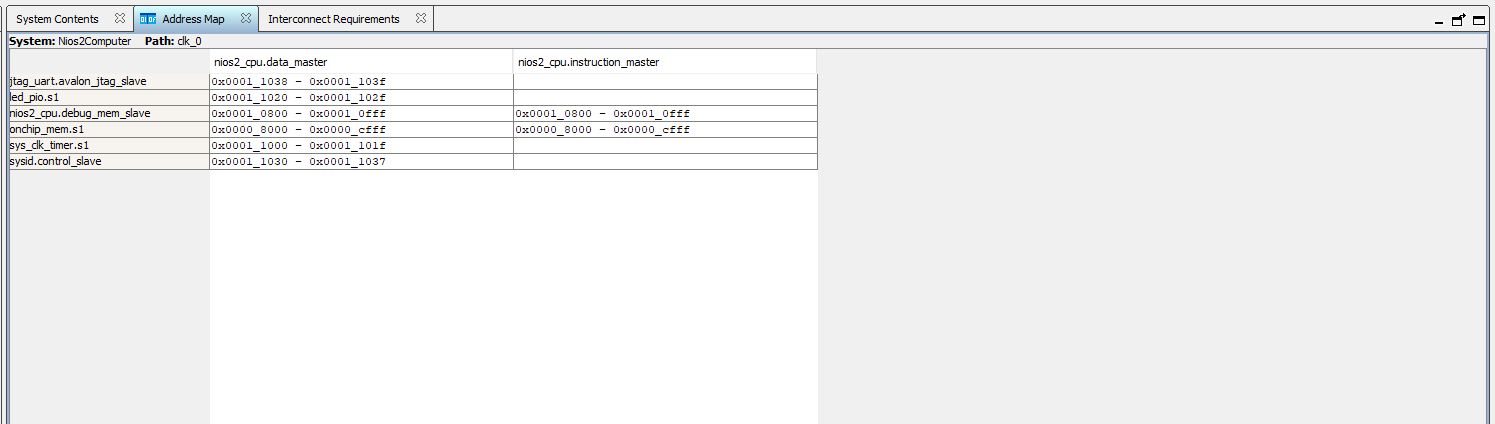 System Contents Address Map Interconnect Requirements
System: Nios2Computer Path: clk_0
nios2_cpu.data_master nios2_cpu.instruction_master
jtag_uart.avalon_jtag_slave 0x0001_1038 - 0x0001_103f
led_pio.s1 0x0001_1020 - 0x0001_102f
nios2_cpu.debug_mem_slave 0x0001_0800 - 0x0001_0fff 0x0001_0800 - 0x0001_0fff
onchip_mem.s1 0x0000_8000 - 0x0000_cfff 0x0000_8000 - 0x0000_cfff
sys_clk_timer.s1 0x0001_1000 - 0x0001_101f
sysid.control_slave 0x0001_1030 - 0x0001_1037